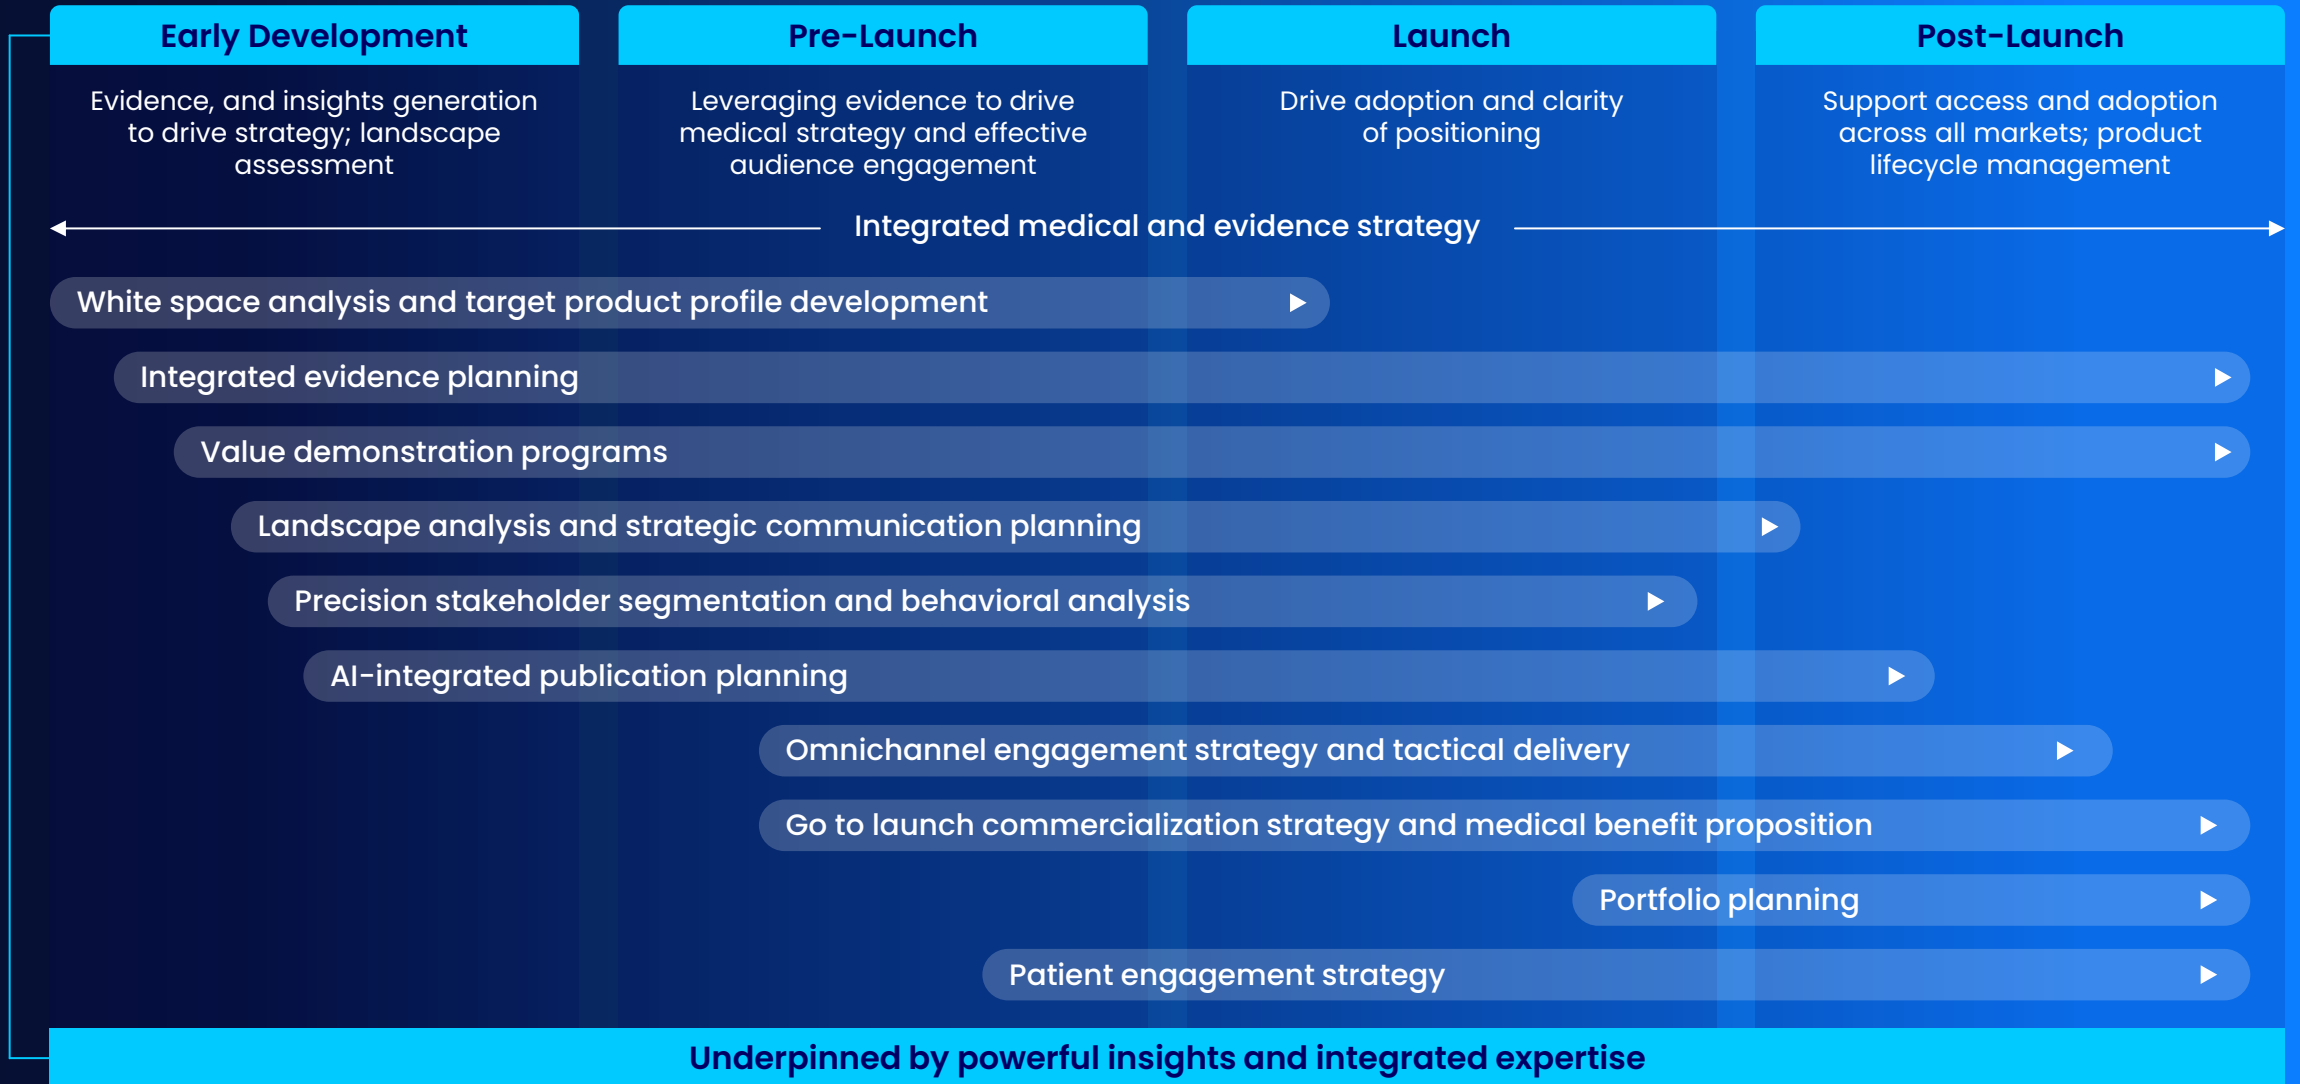 Early Development
Pre-Launch
Launch
Post-Launch
Evidence, and insights generation
to drive strategy; landscape
assessment
Leveraging evidence to drive
medical strategy and effective
audience engagement
Drive adoption and clarity
of positioning
Support access and adoption
across all markets; product
lifecycle management
Integrated medical and evidence strategy
White space analysis and target product profile development
Integrated evidence planning
Value demonstration programs
Landscape analysis and strategic communication planning
Precision stakeholder segmentation and behavioral analysis
AI-integrated publication planning
Omnichannel engagement strategy and tactical delivery
Go to launch commercialization strategy and medical benefit proposition
Portfolio planning
Patient engagement strategy
Underpinned by powerful insights and integrated expertise